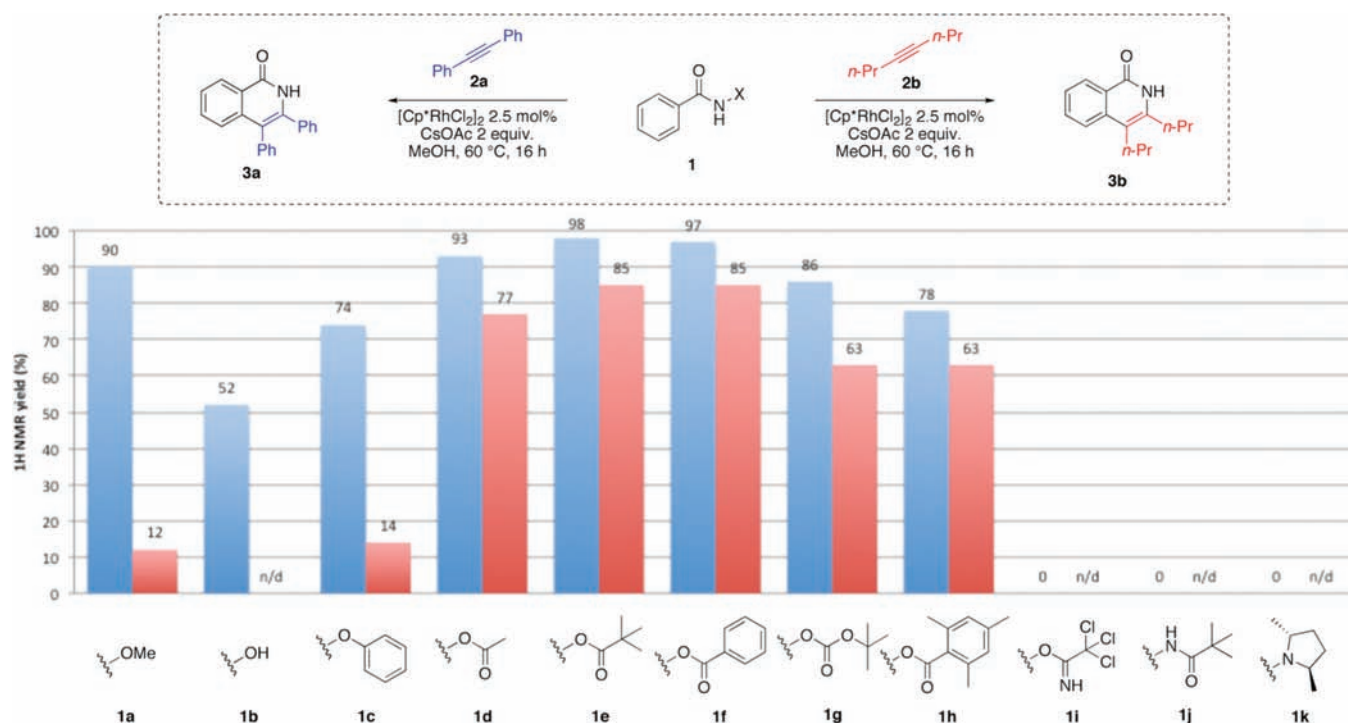 Ph
Ph
2a
[Cp*RhCl2]2 2.5 mol%
CsOAc 2 equiv.
MeOH, 60 °C, 16 h
O
NH
Ph
Ph
3a
O
N
H
X
1
n-Pr
n-Pr
2b
[Cp*RhCl2]2 2.5 mol%
CsOAc 2 equiv.
MeOH, 60 °C, 16 h
O
NH
n-Pr
n-Pr
3b
1H NMR yield (%)
100
90
80
70
60
50
40
30
20
10
0
90
12
52
n/d
74
14
93
77
98
85
97
85
86
63
78
63
0
n/d
0
n/d
0
n/d
OMe
OH
O
O
O
O
O
O
O
O
O
O
O
O
O
Cl
Cl
Cl
NH
H
N
O
N
1a
1b
1c
1d
1e
1f
1g
1h
1i
1j
1k